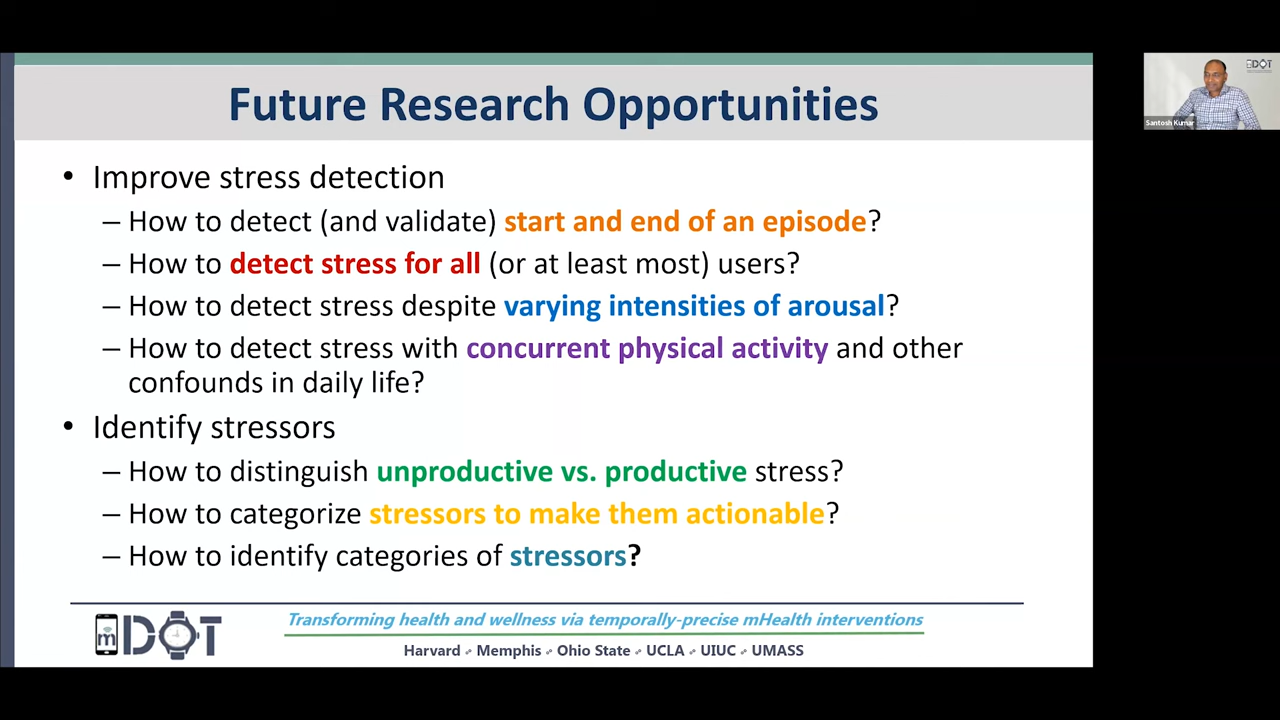 Future Research Opportunities
• Improve stress detection
– How to detect (and validate) start and end of an episode?
– How to detect stress for all (or at least most) users?
– How to detect stress despite varying intensities of arousal?
– How to detect stress with concurrent physical activity and other
confounds in daily life?
• Identify stressors
– How to distinguish unproductive vs. productive stress?
– How to categorize stressors to make them actionable?
– How to identify categories of stressors?
mDOT
Transforming health and wellness via temporally-precise mHealth interventions
Harvard Memphis Ohio State UCLA UIUC UMASS
mDOT
Santosh Kumar